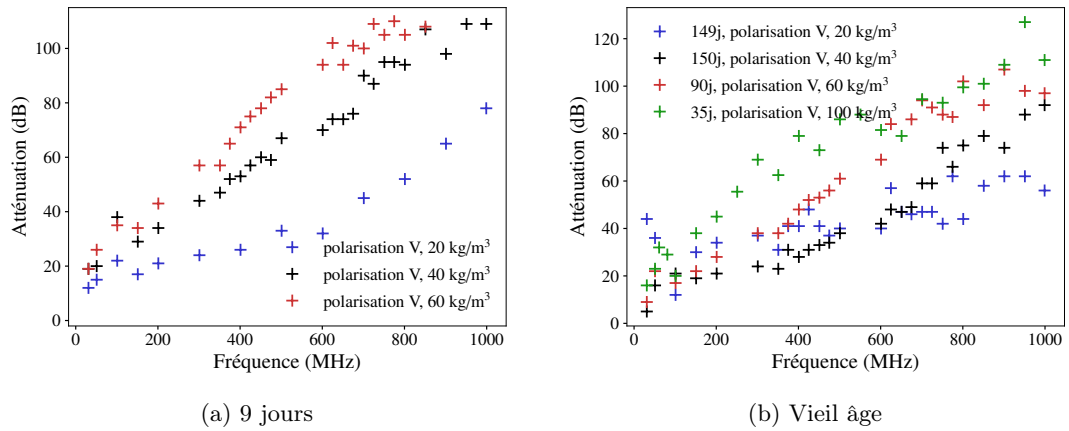 100
80
60
40
20
0
Atténuation (dB)
polarisation V, 20 kg/m³
polarisation V, 40 kg/m³
polarisation V, 60 kg/m³
0 200 400 600 800 1000
Fréquence (MHz)
(a) 9 jours
120
100
80
60
40
20
0
Atténuation (dB)
149j, polarisation V, 20 kg/m³
150j, polarisation V, 40 kg/m³
90j, polarisation V, 60 kg/m³
35j, polarisation V, 100 kg/m³
0 200 400 600 800 1000
Fréquence (MHz)
(b) Vieil âge